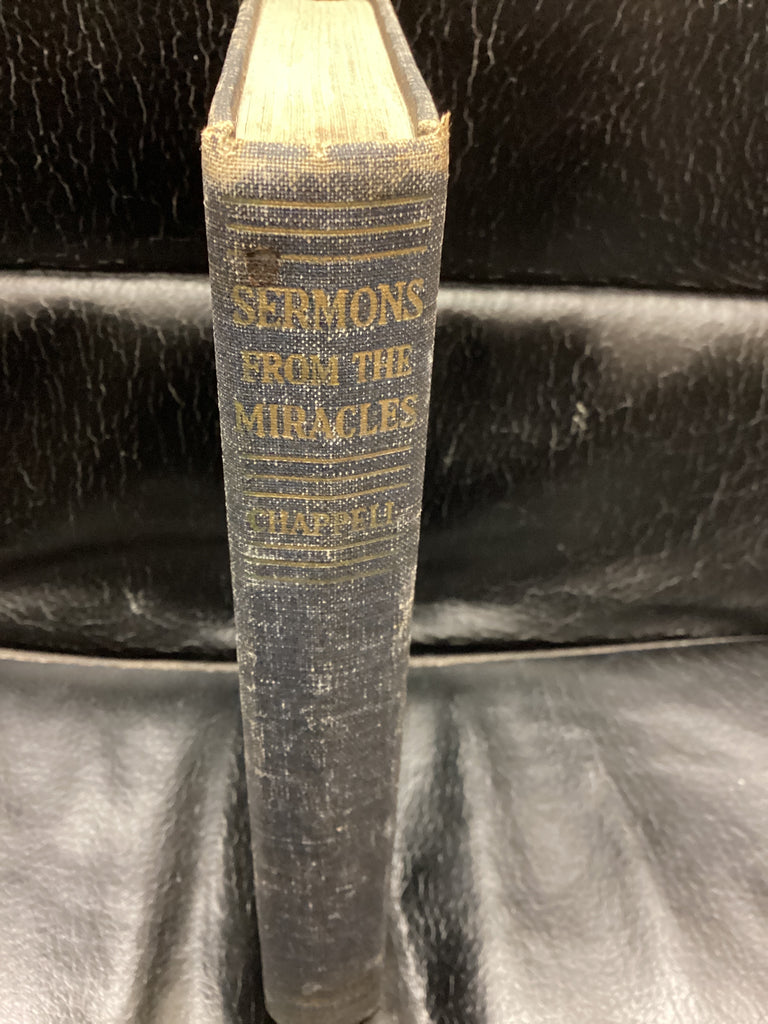 SERMONS
FROM THE
MIRACLES
CHAPPELL